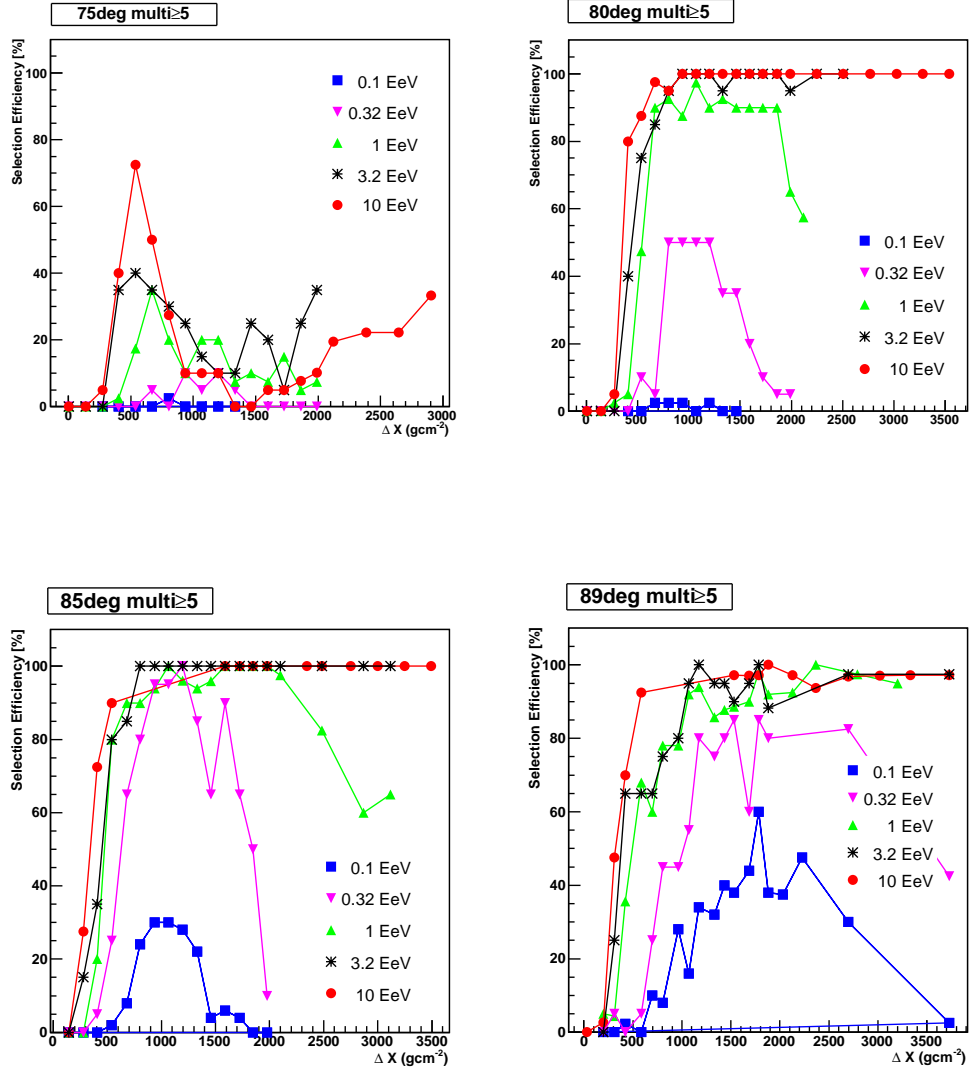 75deg multi≥5
Selection Efficiency [%]
100
80
60
40
20
0
0.1 EeV
0.32 EeV
1 EeV
3.2 EeV
10 EeV
0 500 1000 1500 2000 2500 3000
Δ X (gcm⁻²)
80deg multi≥5
Selection Efficiency [%]
100
80
60
40
20
0
0.1 EeV
0.32 EeV
1 EeV
3.2 EeV
10 EeV
0 500 1000 1500 2000 2500 3000 3500
85deg multi≥5
Selection Efficiency [%]
100
80
60
40
20
0
0.1 EeV
0.32 EeV
1 EeV
3.2 EeV
10 EeV
0 500 1000 1500 2000 2500 3000 3500
Δ X (gcm⁻²)
89deg multi≥5
Selection Efficiency [%]
100
80
60
40
20
0
0.1 EeV
0.32 EeV
1 EeV
3.2 EeV
10 EeV
0 500 1000 1500 2000 2500 3000 3500
Δ X (gcm⁻²)